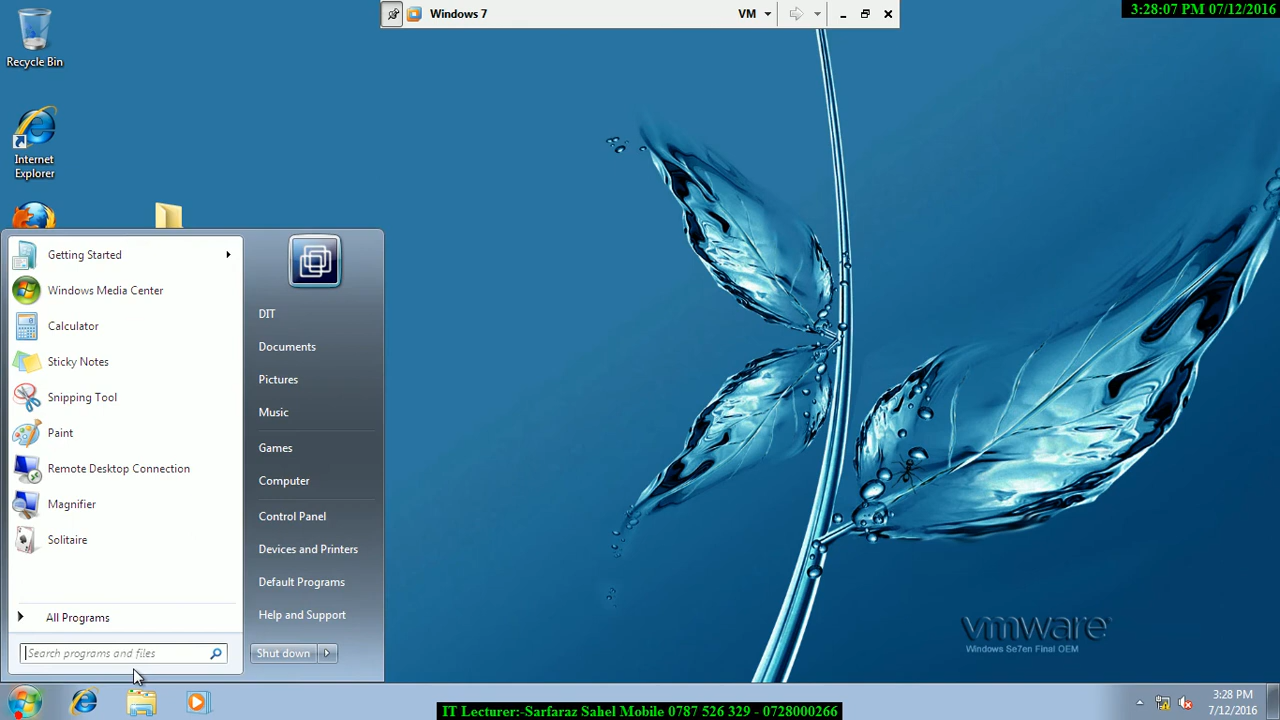 Windows 7
VM
3:28:07 PM 07/12/2016
Recycle Bin
Internet
Explorer
Getting Started
Windows Media Center
Calculator
Sticky Notes
Snipping Tool
Paint
Remote Desktop Connection
Magnifier
Solitaire
All Programs
Search programs and files
DIT
Documents
Pictures
Music
Games
Computer
Control Panel
Devices and Printers
Default Programs
Help and Support
Shut down
vmware
Windows Se7en Final OEM
IT Lecturer:-Sarfaraz Sahel Mobile 0787 526 329 - 0728000266
3:28 PM
7/12/2016